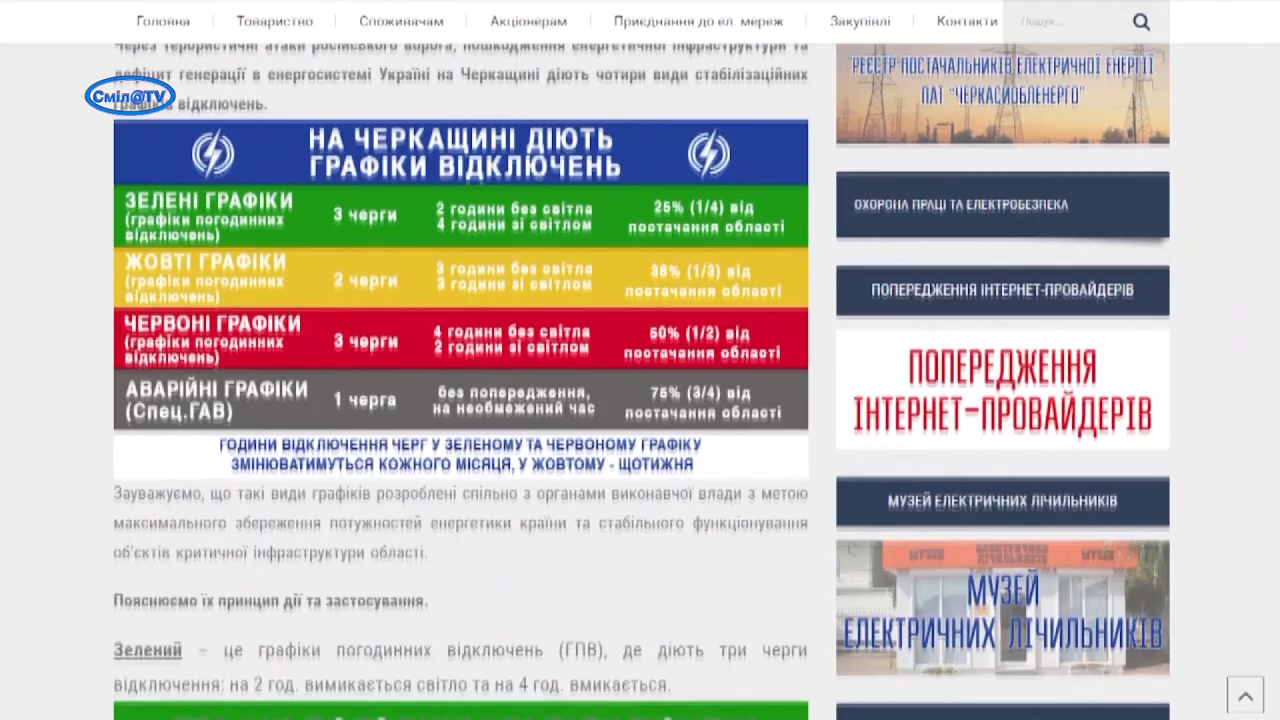 Головна
Товариство
Споживачам
Акціонерам
Приєднання до ел. мереж
Закупівлі
Контакти
Пошук...
Через терористичні атаки російського ворога, пошкодження енергетичної інфраструктури та
дефіцит генерації в енергосистемі Україні на Черкащині діють чотири види стабілізаційних
графіків відключень.
Сміл@TV
НА ЧЕРКАЩИНІ ДІЮТЬ
ГРАФІКИ ВІДКЛЮЧЕНЬ
ЗЕЛЕНІ ГРАФІКИ
(графіки погодинних
відключень)
3 черги
2 години без світла
4 години зі світлом
25% (1/4) від
постачання області
ЖОВТІ ГРАФІКИ
(графіки погодинних
відключень)
2 черги
3 години без світла
3 години зі світлом
38% (1/3) від
постачання області
ЧЕРВОНІ ГРАФІКИ
(графіки погодинних
відключень)
3 черги
4 години без світла
2 години зі світлом
50% (1/2) від
постачання області
АВАРІЙНІ ГРАФІКИ
(Спец.ГАВ)
1 черга
без попередження,
на необмежений час
75% (3/4) від
постачання області
ГОДИНИ ВІДКЛЮЧЕННЯ ЧЕРГ У ЗЕЛЕНОМУ ТА ЧЕРВОНОМУ ГРАФІКУ
ЗМІНЮВАТИМУТЬСЯ КОЖНОГО МІСЯЦЯ, У ЖОВТОМУ - ЩОТИЖНЯ
Зауважуємо, що такі види графіків розроблені спільно з органами виконавчої влади з метою
максимального збереження потужностей енергетики країни та стабільного функціонування
об'єктів критичної інфраструктури області.
Пояснюємо їх принцип дії та застосування.
Зелений – це графіки погодинних відключень (ГПВ), де діють три черги
відключення: на 2 год. вимикається світло та на 4 год. вмикається.
РЕЄСТР ПОСТАЧАЛЬНИКІВ ЕЛЕКТРИЧНОЇ ЕНЕРГІЇ
ПАТ "ЧЕРКАСИОБЛЕНЕРГО"
ОХОРОНА ПРАЦІ ТА ЕЛЕКТРОБЕЗПЕКА
ПОПЕРЕДЖЕННЯ ІНТЕРНЕТ-ПРОВАЙДЕРІВ
ПОПЕРЕДЖЕННЯ
ІНТЕРНЕТ-ПРОВАЙДЕРІВ
МУЗЕЙ ЕЛЕКТРИЧНИХ ЛІЧИЛЬНИКІВ
МУЗЕЙ
ЕЛЕКТРИЧНИХ
ЛІЧИЛЬНИКІВ
МУЗЕЙ
МУЗЕЙ
ЕЛЕКТРИЧНИХ ЛІЧИЛЬНИКІВ